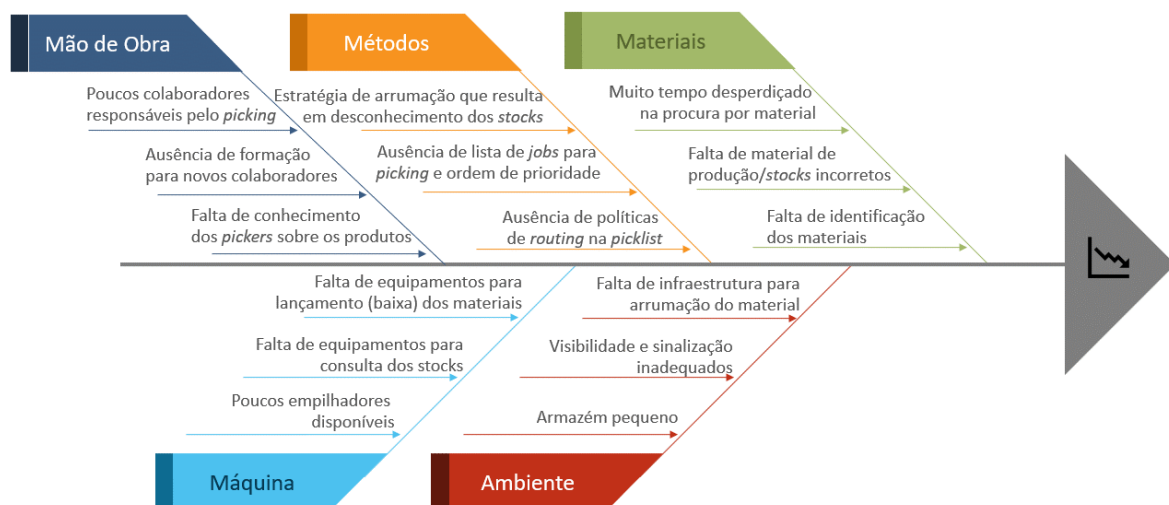 Mão de Obra
Métodos
Materiais
Poucos colaboradores
responsáveis pelo picking
Ausência de formação
para novos colaboradores
Falta de conhecimento
dos pickers sobre os produtos
Estratégia de arrumação que resulta
em desconhecimento dos stocks
Ausência de lista de jobs para
picking e ordem de prioridade
Ausência de políticas
de routing na picklist
Muito tempo desperdiçado
na procura por material
Falta de material de
produção/stocks incorretos
Falta de identificação
dos materiais
Falta de equipamentos para
lançamento (baixa) dos materiais
Falta de equipamentos para
consulta dos stocks
Poucos empilhadores
disponíveis
Falta de infraestrutura para
arrumação do material
Visibilidade e sinalização
inadequados
Armazém pequeno
Máquina
Ambiente